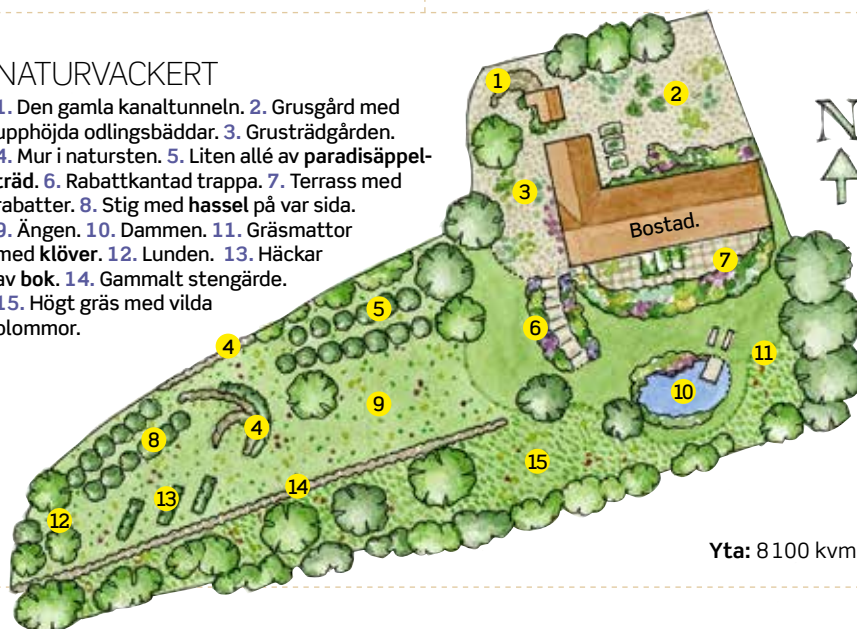 NATURVACKERT
1. Den gamla kanaltunneln. 2. Grusgård med
upphöjda odlingsbäddar. 3. Grusträdgården.
4. Mur i natursten. 5. Liten allé av paradisäppel-
träd. 6. Rabattkantad trappa. 7. Terrass med
rabatter. 8. Stig med hassel på var sida.
9. Ängen. 10. Dammen. 11. Gräsmattor
med klöver. 12. Lunden. 13. Häckar
av bok. 14. Gammalt stengärde.
15. Högt gräs med vilda
blommor.
1
2
N
3
Bostad.
7
5
6
4
11
10
9
4
8
15
14
13
12
Yta: 8100 kvm